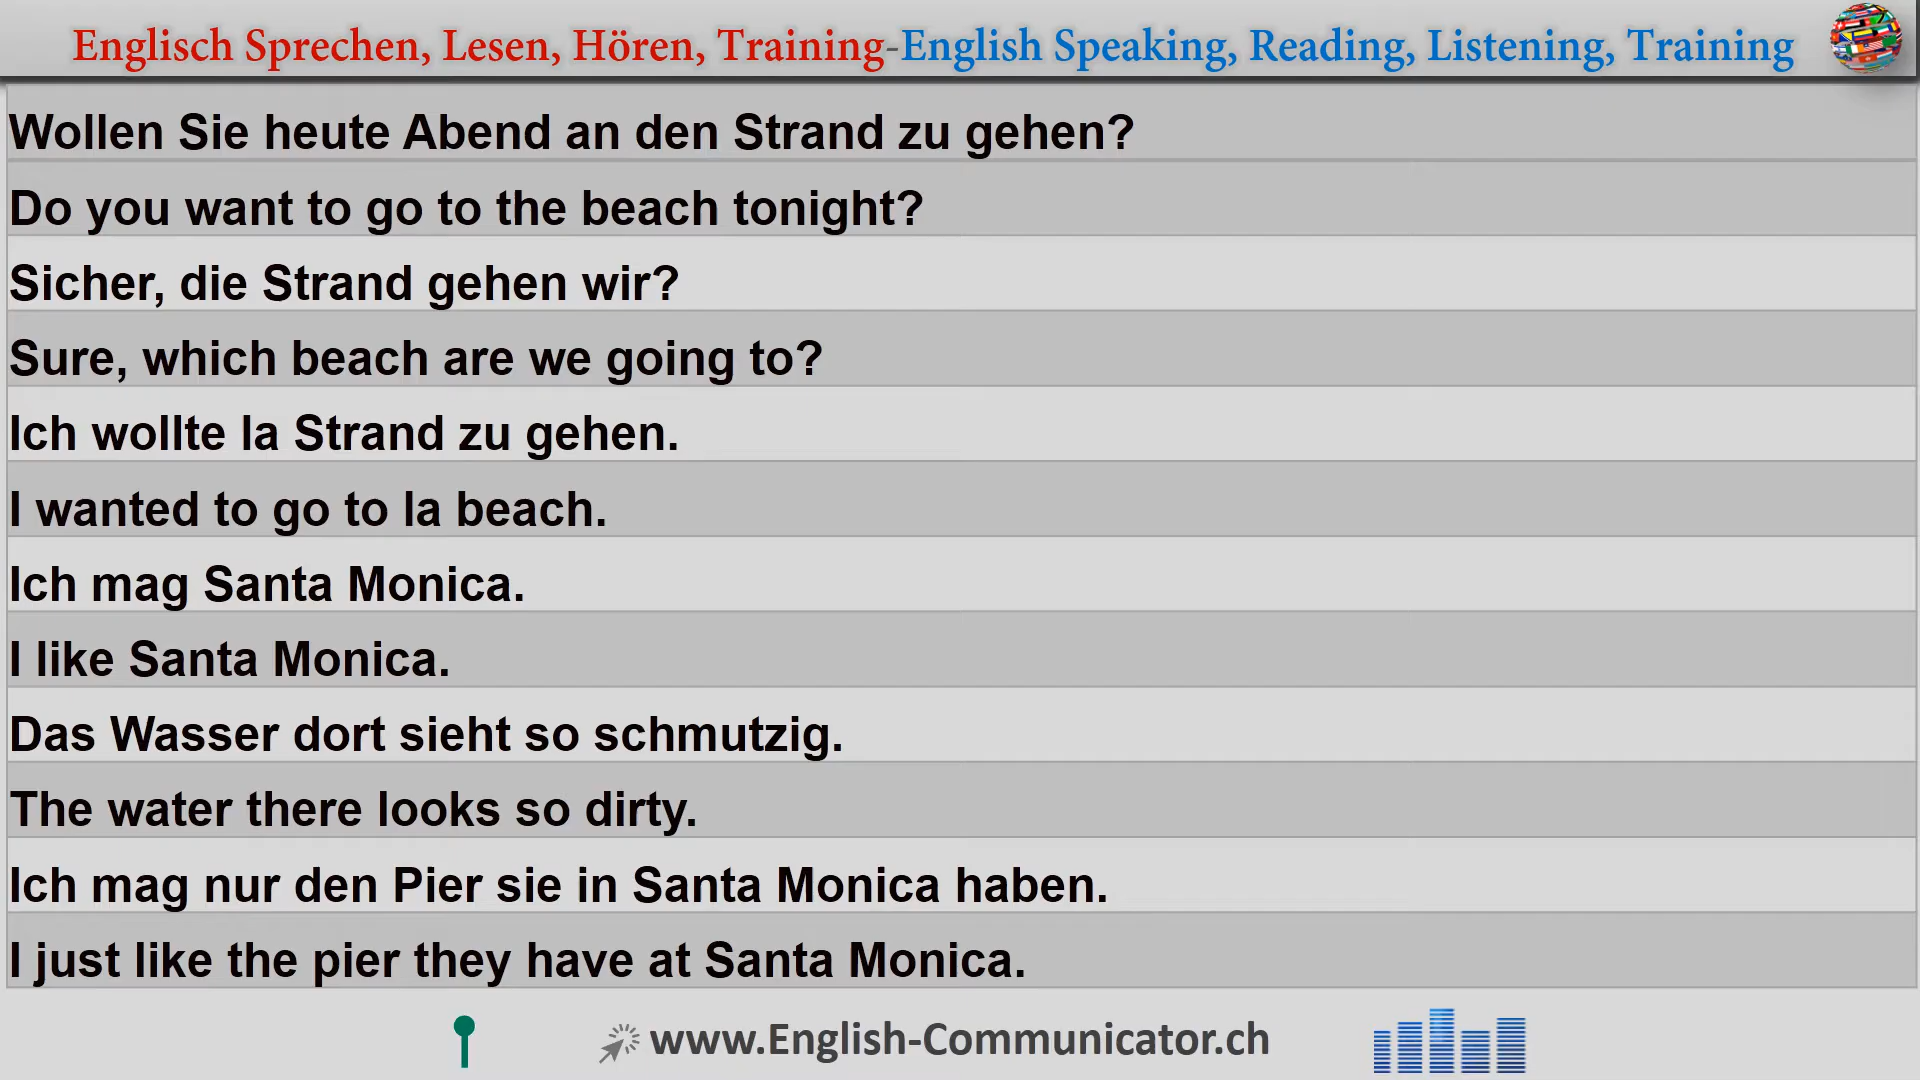 Englisch Sprechen, Lesen, Hören, Training-English Speaking, Reading, Listening, Training
Wollen Sie heute Abend an den Strand zu gehen?
Do you want to go to the beach tonight?
Sicher, die Strand gehen wir?
Sure, which beach are we going to?
Ich wollte la Strand zu gehen.
I wanted to go to la beach.
Ich mag Santa Monica.
I like Santa Monica.
Das Wasser dort sieht so schmutzig.
The water there looks so dirty.
Ich mag nur den Pier sie in Santa Monica haben.
I just like the pier they have at Santa Monica.
www.English-Communicator.ch